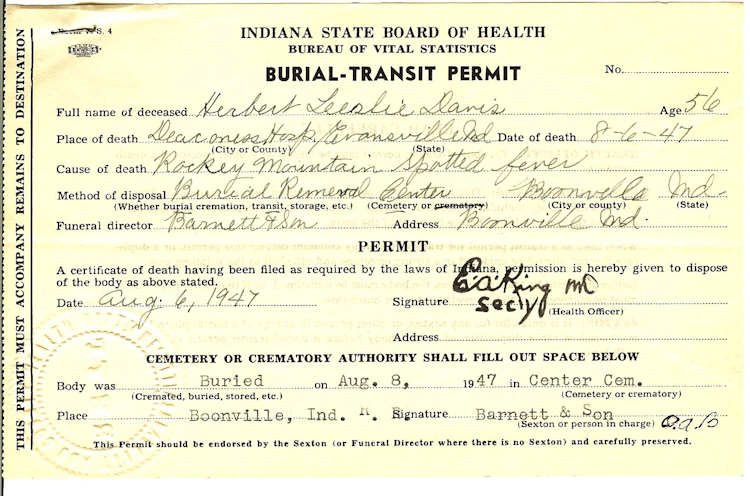 Form V. S. 4
INDIANA STATE BOARD OF HEALTH
BUREAU OF VITAL STATISTICS
BURIAL-TRANSIT PERMIT
No.
Full name of deceased Herbert Leeslie Davis Age 56
Place of death Deaconess Hosp/Evansville Ind Date of death 8-6-47
(City or County) (State)
Cause of death Rockey Mountain Spotted fever
Method of disposal Burial Removal Center Boonville Ind.
(Whether burial cremation, transit, storage, etc.) (Cemetery or crematory) (City or county) (State)
Funeral director Barnett & Son Address Boonville Ind.
PERMIT
A certificate of death having been filed as required by the laws of Indiana, permission is hereby given to dispose
of the body as above stated.
Date Aug. 6, 1947 Signature King MD
Secly (Health Officer)
Address
CEMETERY OR CREMATORY AUTHORITY SHALL FILL OUT SPACE BELOW
Body was Buried on Aug. 8, 1947 in Center Cem.
(Cremated, buried, stored, etc.) (Cemetery or crematory)
Place Boonville, Ind. R. Signature Barnett & Son
(Sexton or person in charge) O.a.B
This Permit should be endorsed by the Sexton (or Funeral Director where there is no Sexton) and carefully preserved.
THIS PERMIT MUST ACCOMPANY REMAINS TO DESTINATION